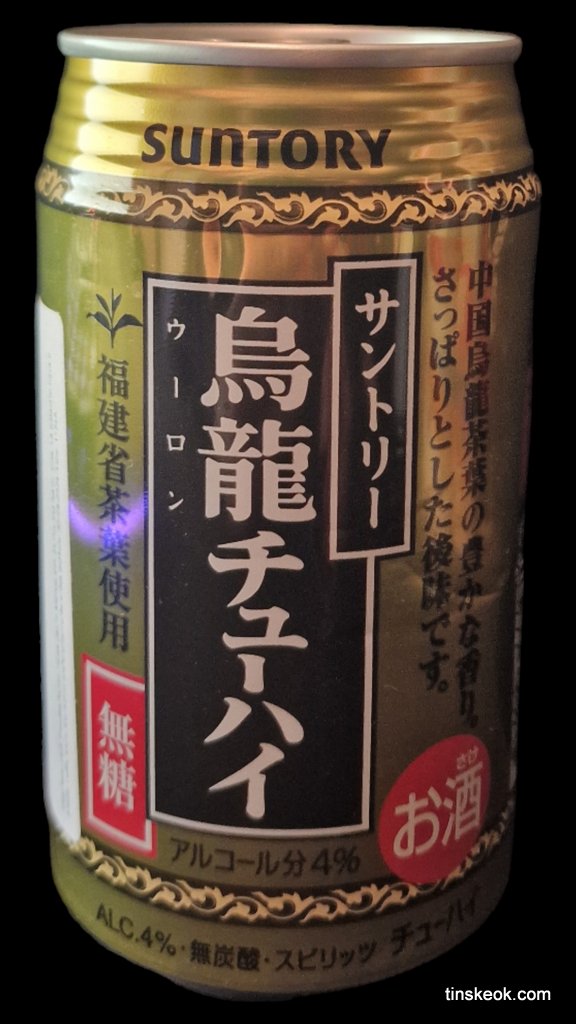 SUNTORY
サントリー
烏龍チューハイ
ウーロン
中国烏龍茶葉の豊かな香り。
さっぱりとした後味です。
福建省茶葉使用
無糖
さけ
お酒
アルコール分4%
ALC.4%・無炭酸・スピリッツ チューハイ
tinskeok.com